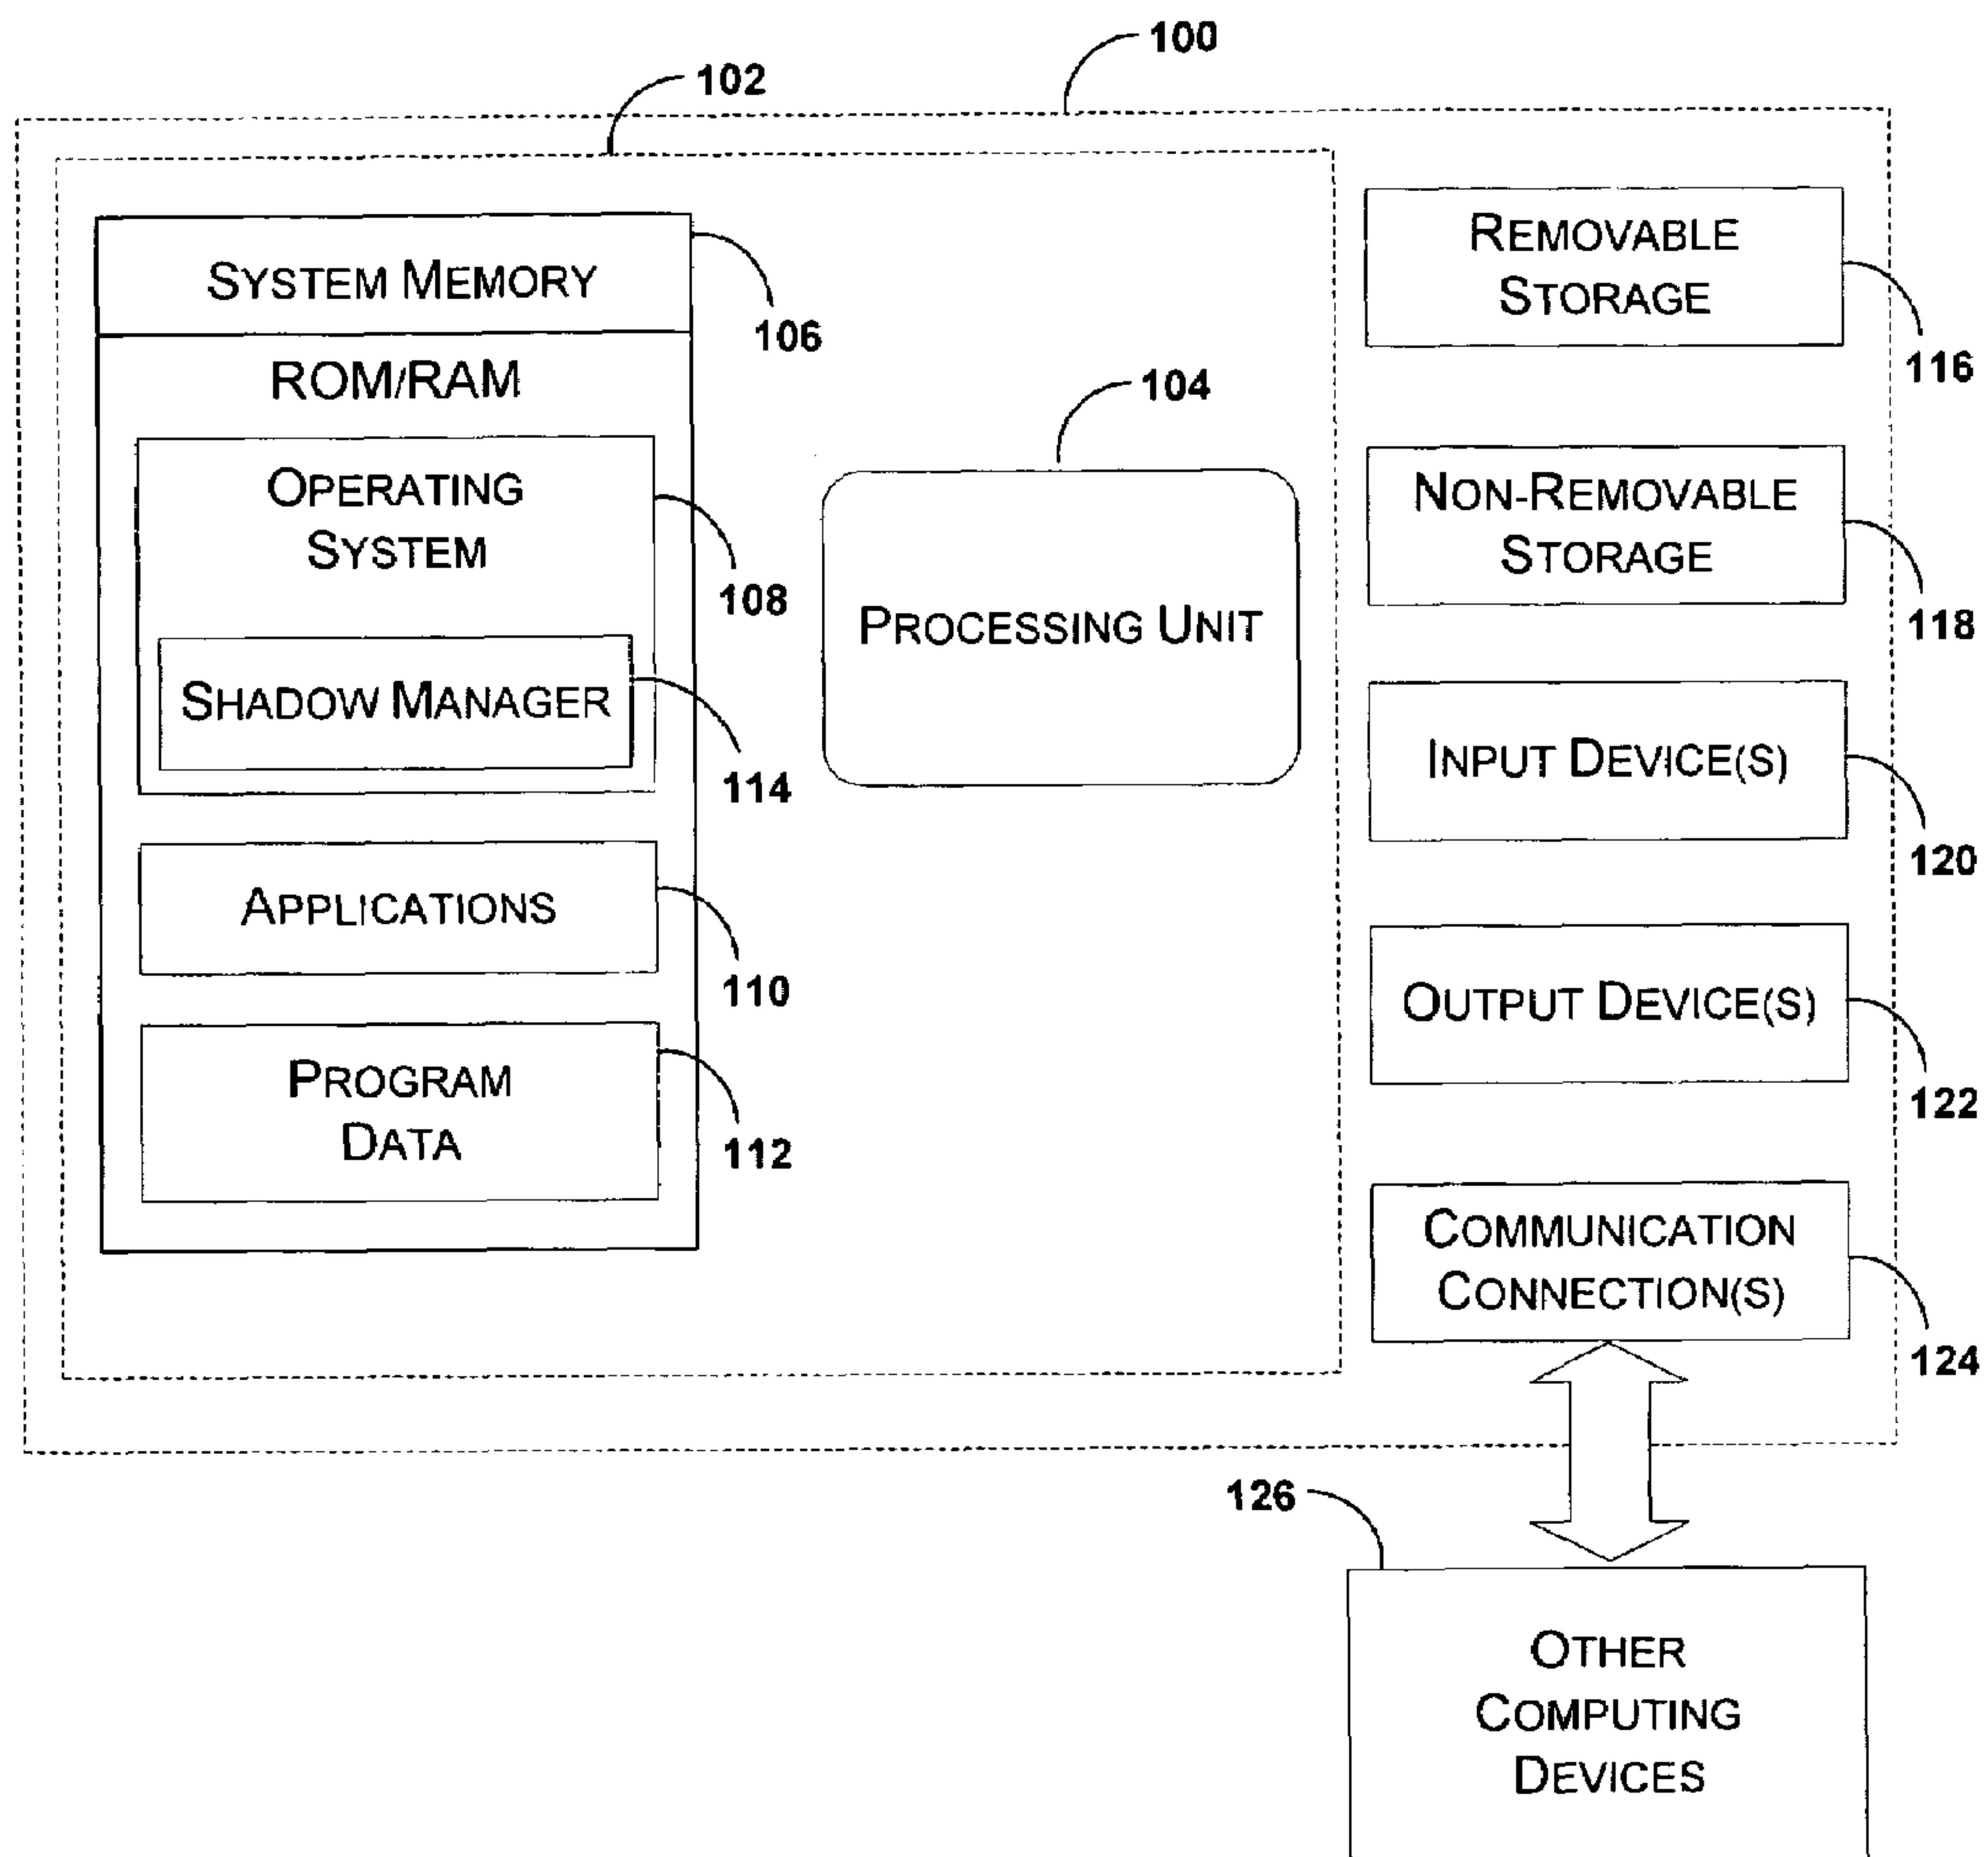 100
102
SYSTEM MEMORY
106
ROM/RAM
OPERATING
SYSTEM
108
SHADOW MANAGER
114
APPLICATIONS
110
PROGRAM
DATA
112
104
PROCESSING UNIT
REMOVABLE
STORAGE
116
NON-REMOVABLE
STORAGE
118
INPUT DEVICE(S)
120
OUTPUT DEVICE(S)
122
COMMUNICATION
CONNECTION(S)
124
126
OTHER
COMPUTING
DEVICES